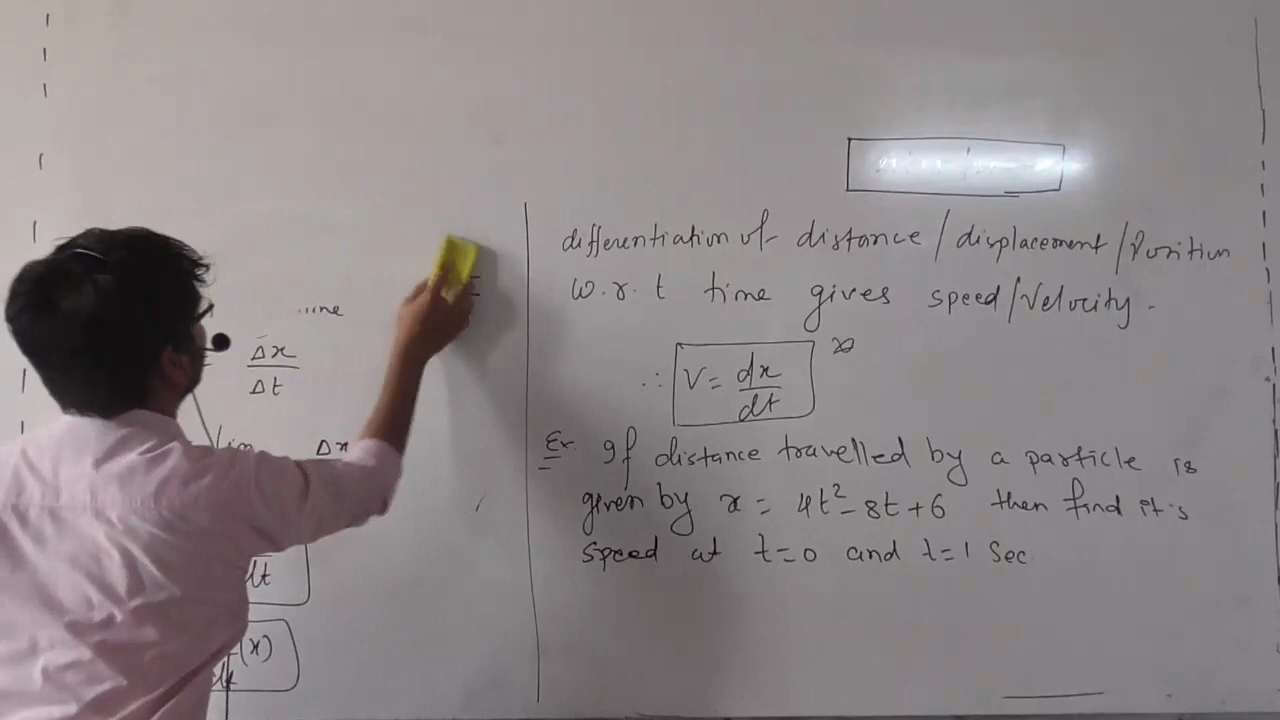 Δx
Δt
Δx
dt
(x)
differentiation of distance/displacement/Position
w.r.t time gives speed/Velocity.
∴ V = dx/dt
Ex. If distance travelled by a particle is
given by x = 4t²-8t+6 then find it's
speed at t=0 and t=1 Sec